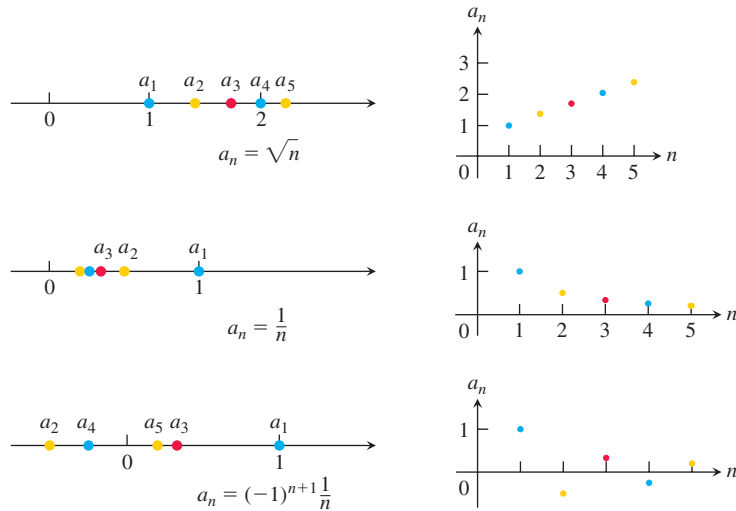 a₁ a₂ a₃ a₄ a₅
0 1 2
aₙ = √n
aₙ
3
2
1
0
1 2 3 4 5
n
a₃ a₂ a₁
0 1
aₙ = 1/n
aₙ
1
0
1 2 3 4 5
n
a₂ a₄ a₅ a₃ a₁
0 1
aₙ = (−1)ⁿ⁺¹ 1/n
aₙ
1
0
n